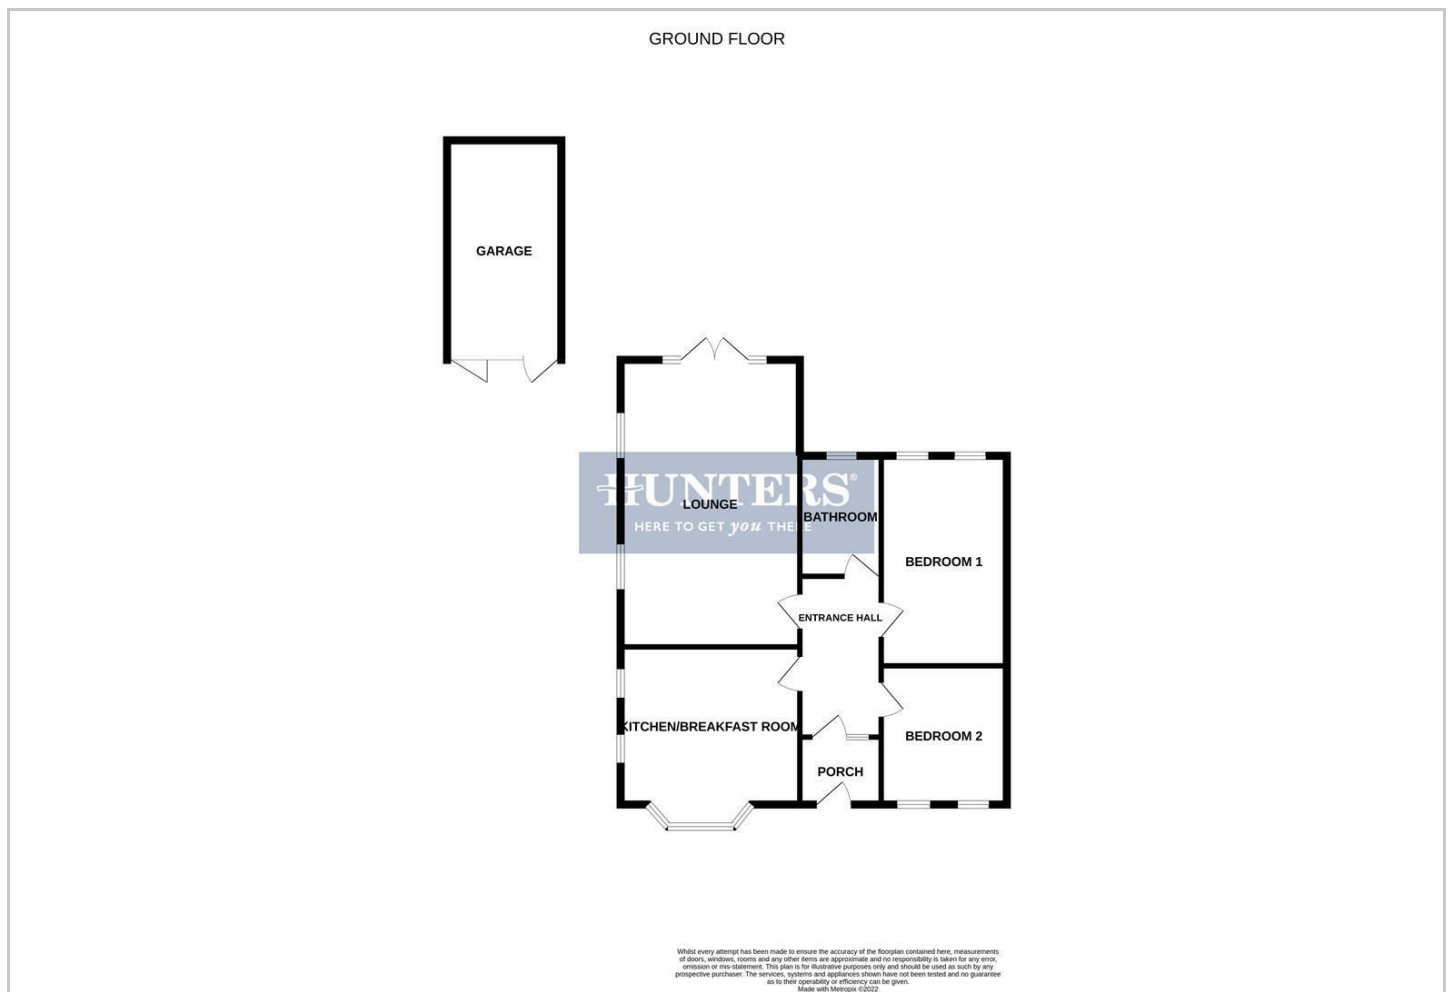 GROUND FLOOR
GARAGE
HUNTERS®
LOUNGE
HERE TO GET you THERE
BATHROOM
BEDROOM 1
ENTRANCE HALL
KITCHEN/BREAKFAST ROOM
BEDROOM 2
PORCH
Whilst every attempt has been made to ensure the accuracy of the floorplan contained here, measurements
of doors, windows, rooms and any other items are approximate and no responsibility is taken for any error,
omission or mis-statement. This plan is for illustrative purposes only and should be used as such by any
prospective purchaser. The services, systems and appliances shown have not been tested and no guarantee
as to their operability or efficiency can be given.
Made with Metropix ©2022